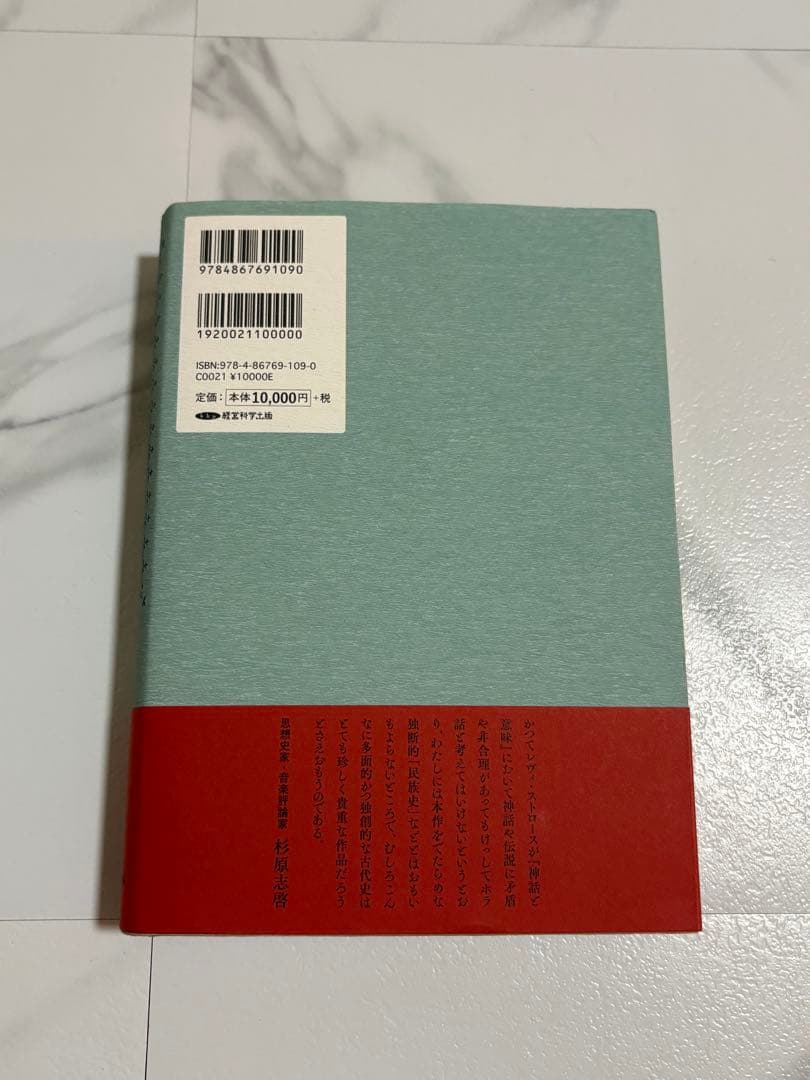 9784867691090
1920021100000
ISBN:978-4-86769-109-0
C0021 ¥10000E
定価：本体10,000円+税
経営科学出版
かつてレヴィ・ストロースが『神話と
意味』において神話や伝説に矛盾
や非合理があってもけっしてホラ
話と考えてはいけないというとお
り、わたしには本作をでたらめな
独断的「民族史」などとはおもい
もよらないどころで、むしろこん
なに多面的かつ独創的な古代史は
とても珍しく貴重な作品だろう
とさえおもうのである。
思想史家・音楽評論家 杉原志啓